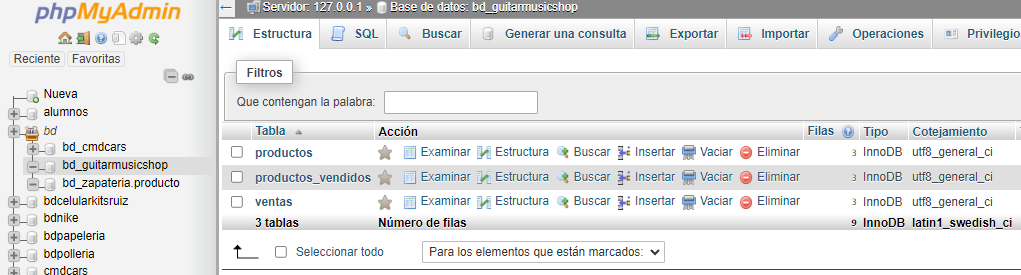 phpMyAdmin
Reciente Favoritas
Nueva
alumnos
bd
bd_cmdcars
bd_guitarmusicshop
bd_zapateria.producto
bdcelularkitsruiz
bdnike
bdpapeleria
bdpolleria
cmdcars
Servidor: 127.0.0.1 » Base de datos: bd_guitarmusicshop
Estructura SQL Buscar Generar una consulta Exportar Importar Operaciones Privilegio
Filtros
Que contengan la palabra:
Tabla Acción Filas Tipo Cotejamiento
productos Examinar Estructura Buscar Insertar Vaciar Eliminar 3 InnoDB utf8_general_ci
productos_vendidos Examinar Estructura Buscar Insertar Vaciar Eliminar 3 InnoDB utf8_general_ci
ventas Examinar Estructura Buscar Insertar Vaciar Eliminar 3 InnoDB utf8_general_ci
3 tablas Número de filas 9 InnoDB latin1_swedish_ci
Seleccionar todo Para los elementos que están marcados: